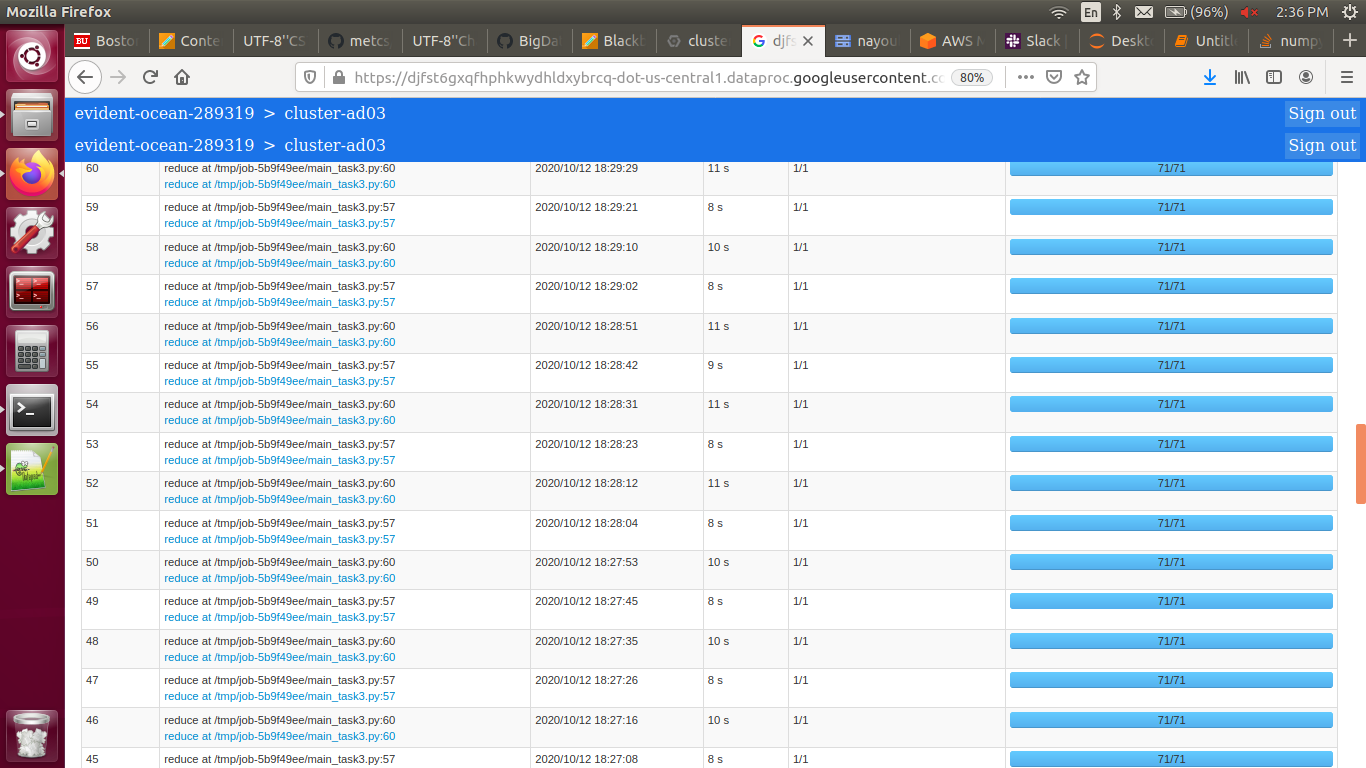 Mozilla Firefox
En
(96%)
2:36 PM
BU Bosto
Conte
UTF-8''CS
metcs
UTF-8''Ch
BigDa
Blackb
cluste
djfs
nayou
AWS M
Slack
Deskt
Untitl
numpy
https://djfst6gxqfhphkwydhldxybrcq-dot-us-central1.dataproc.googleusercontent.cc
80%
evident-ocean-289319 > cluster-ad03 Sign out
evident-ocean-289319 > cluster-ad03 Sign out
60 reduce at /tmp/job-5b9f49ee/main_task3.py:60 2020/10/12 18:29:29 11 s 1/1 71/71
reduce at /tmp/job-5b9f49ee/main_task3.py:60
59 reduce at /tmp/job-5b9f49ee/main_task3.py:57 2020/10/12 18:29:21 8 s 1/1 71/71
reduce at /tmp/job-5b9f49ee/main_task3.py:57
58 reduce at /tmp/job-5b9f49ee/main_task3.py:60 2020/10/12 18:29:10 10 s 1/1 71/71
reduce at /tmp/job-5b9f49ee/main_task3.py:60
57 reduce at /tmp/job-5b9f49ee/main_task3.py:57 2020/10/12 18:29:02 8 s 1/1 71/71
reduce at /tmp/job-5b9f49ee/main_task3.py:57
56 reduce at /tmp/job-5b9f49ee/main_task3.py:60 2020/10/12 18:28:51 11 s 1/1 71/71
reduce at /tmp/job-5b9f49ee/main_task3.py:60
55 reduce at /tmp/job-5b9f49ee/main_task3.py:57 2020/10/12 18:28:42 9 s 1/1 71/71
reduce at /tmp/job-5b9f49ee/main_task3.py:57
54 reduce at /tmp/job-5b9f49ee/main_task3.py:60 2020/10/12 18:28:31 11 s 1/1 71/71
reduce at /tmp/job-5b9f49ee/main_task3.py:60
53 reduce at /tmp/job-5b9f49ee/main_task3.py:57 2020/10/12 18:28:23 8 s 1/1 71/71
reduce at /tmp/job-5b9f49ee/main_task3.py:57
52 reduce at /tmp/job-5b9f49ee/main_task3.py:60 2020/10/12 18:28:12 11 s 1/1 71/71
reduce at /tmp/job-5b9f49ee/main_task3.py:60
51 reduce at /tmp/job-5b9f49ee/main_task3.py:57 2020/10/12 18:28:04 8 s 1/1 71/71
reduce at /tmp/job-5b9f49ee/main_task3.py:57
50 reduce at /tmp/job-5b9f49ee/main_task3.py:60 2020/10/12 18:27:53 10 s 1/1 71/71
reduce at /tmp/job-5b9f49ee/main_task3.py:60
49 reduce at /tmp/job-5b9f49ee/main_task3.py:57 2020/10/12 18:27:45 8 s 1/1 71/71
reduce at /tmp/job-5b9f49ee/main_task3.py:57
48 reduce at /tmp/job-5b9f49ee/main_task3.py:60 2020/10/12 18:27:35 10 s 1/1 71/71
reduce at /tmp/job-5b9f49ee/main_task3.py:60
47 reduce at /tmp/job-5b9f49ee/main_task3.py:57 2020/10/12 18:27:26 8 s 1/1 71/71
reduce at /tmp/job-5b9f49ee/main_task3.py:57
46 reduce at /tmp/job-5b9f49ee/main_task3.py:60 2020/10/12 18:27:16 10 s 1/1 71/71
reduce at /tmp/job-5b9f49ee/main_task3.py:60
45 reduce at /tmp/job-5b9f49ee/main_task3.py:57 2020/10/12 18:27:08 8 s 1/1 71/71